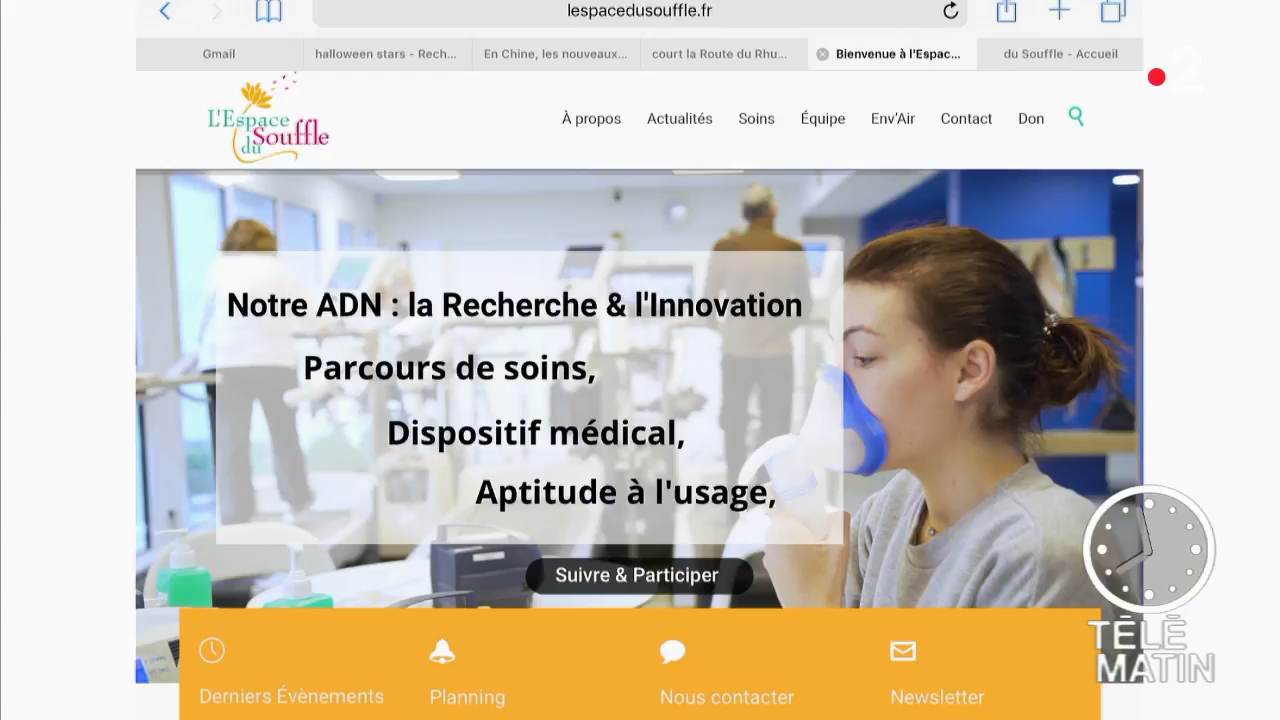 lespacedusouffle.fr
Gmail
halloween stars - Rech...
En Chine, les nouveaux...
court la Route du Rhu...
Bienvenue à l'Espac...
du Souffle - Accueil
2
L'Espace
du Souffle
À propos
Actualités
Soins
Équipe
Env'Air
Contact
Don
Notre ADN : la Recherche & l'Innovation
Parcours de soins,
Dispositif médical,
Aptitude à l'usage,
Suivre & Participer
Derniers Évènements
Planning
Nous contacter
Newsletter
TÉLÉ
MATIN